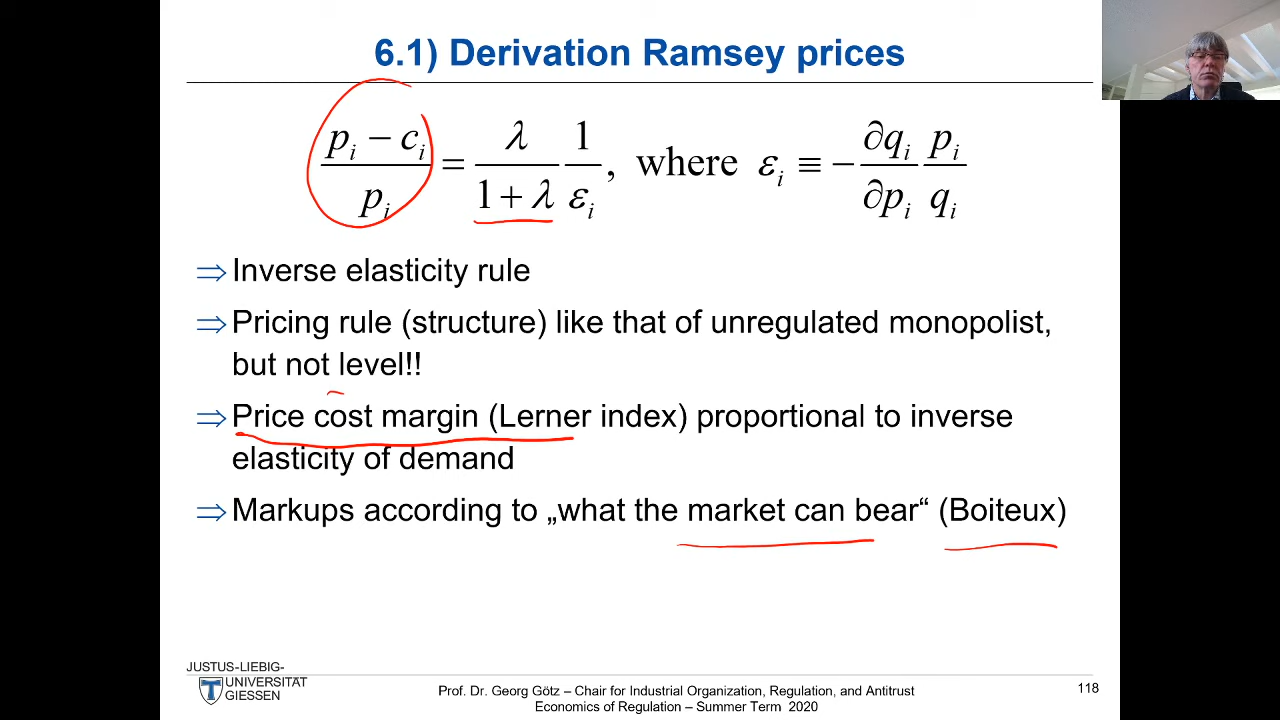 6.1) Derivation Ramsey prices
(p_i − c_i) / p_i = λ / (1 + λ) 1 / ε_i , where ε_i ≡ − ∂q_i / ∂p_i p_i / q_i
⇒ Inverse elasticity rule
⇒ Pricing rule (structure) like that of unregulated monopolist,
but not level!!
⇒ Price cost margin (Lerner index) proportional to inverse
elasticity of demand
⇒ Markups according to „what the market can bear“ (Boiteux)
JUSTUS-LIEBIG-
UNIVERSITÄT
GIESSEN
Prof. Dr. Georg Götz – Chair for Industrial Organization, Regulation, and Antitrust
Economics of Regulation – Summer Term 2020
118